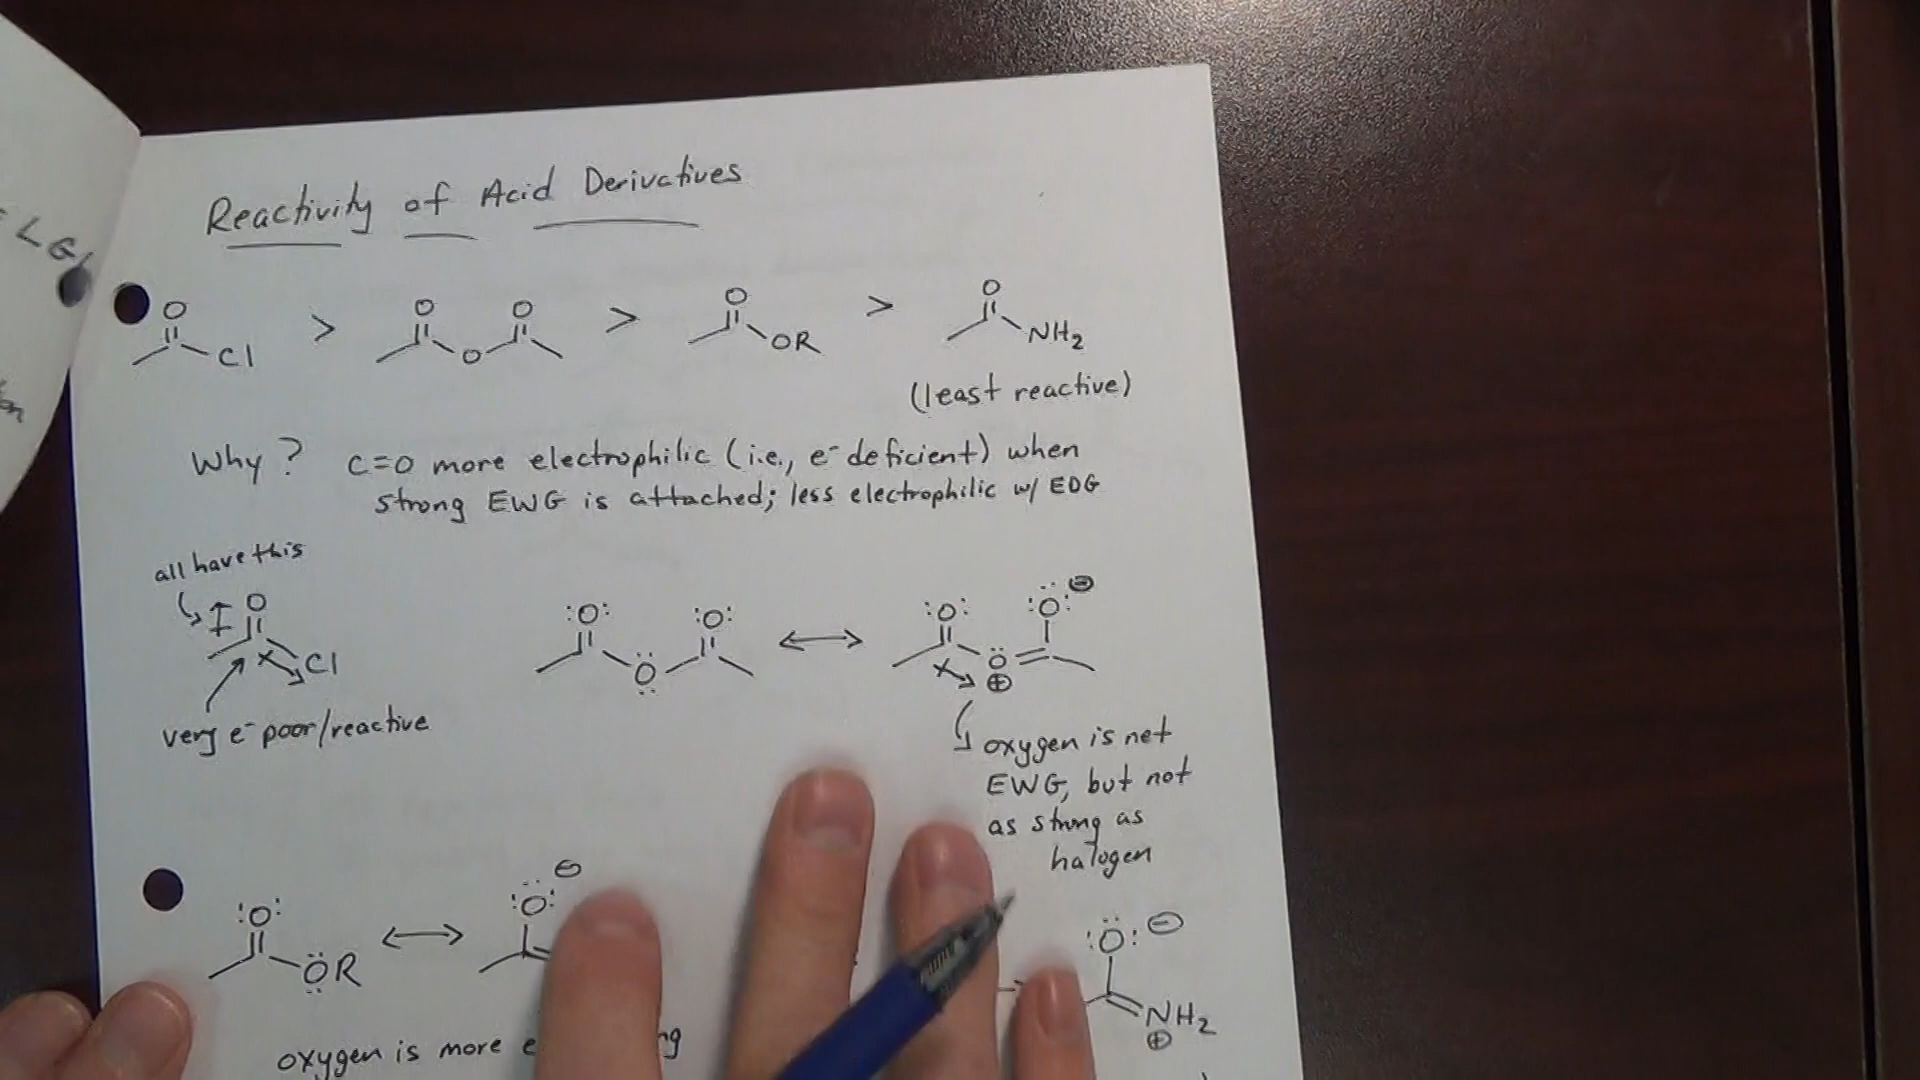 Reactivity of Acid Derivatives
LG
O Cl > O O O > O OR > O NH2
(least reactive)
Why? C=O more electrophilic (i.e., e- deficient) when
strong EWG is attached; less electrophilic w/ EDG
all have this
O Cl
:O: :O: O ↔ :O: :O: ⊖ O ⊕
very e- poor/reactive
oxygen is net
EWG, but not
as strong as
halogen
:O: OR ↔ :O: ⊖
:O: ⊖ NH2 ⊕
oxygen is more